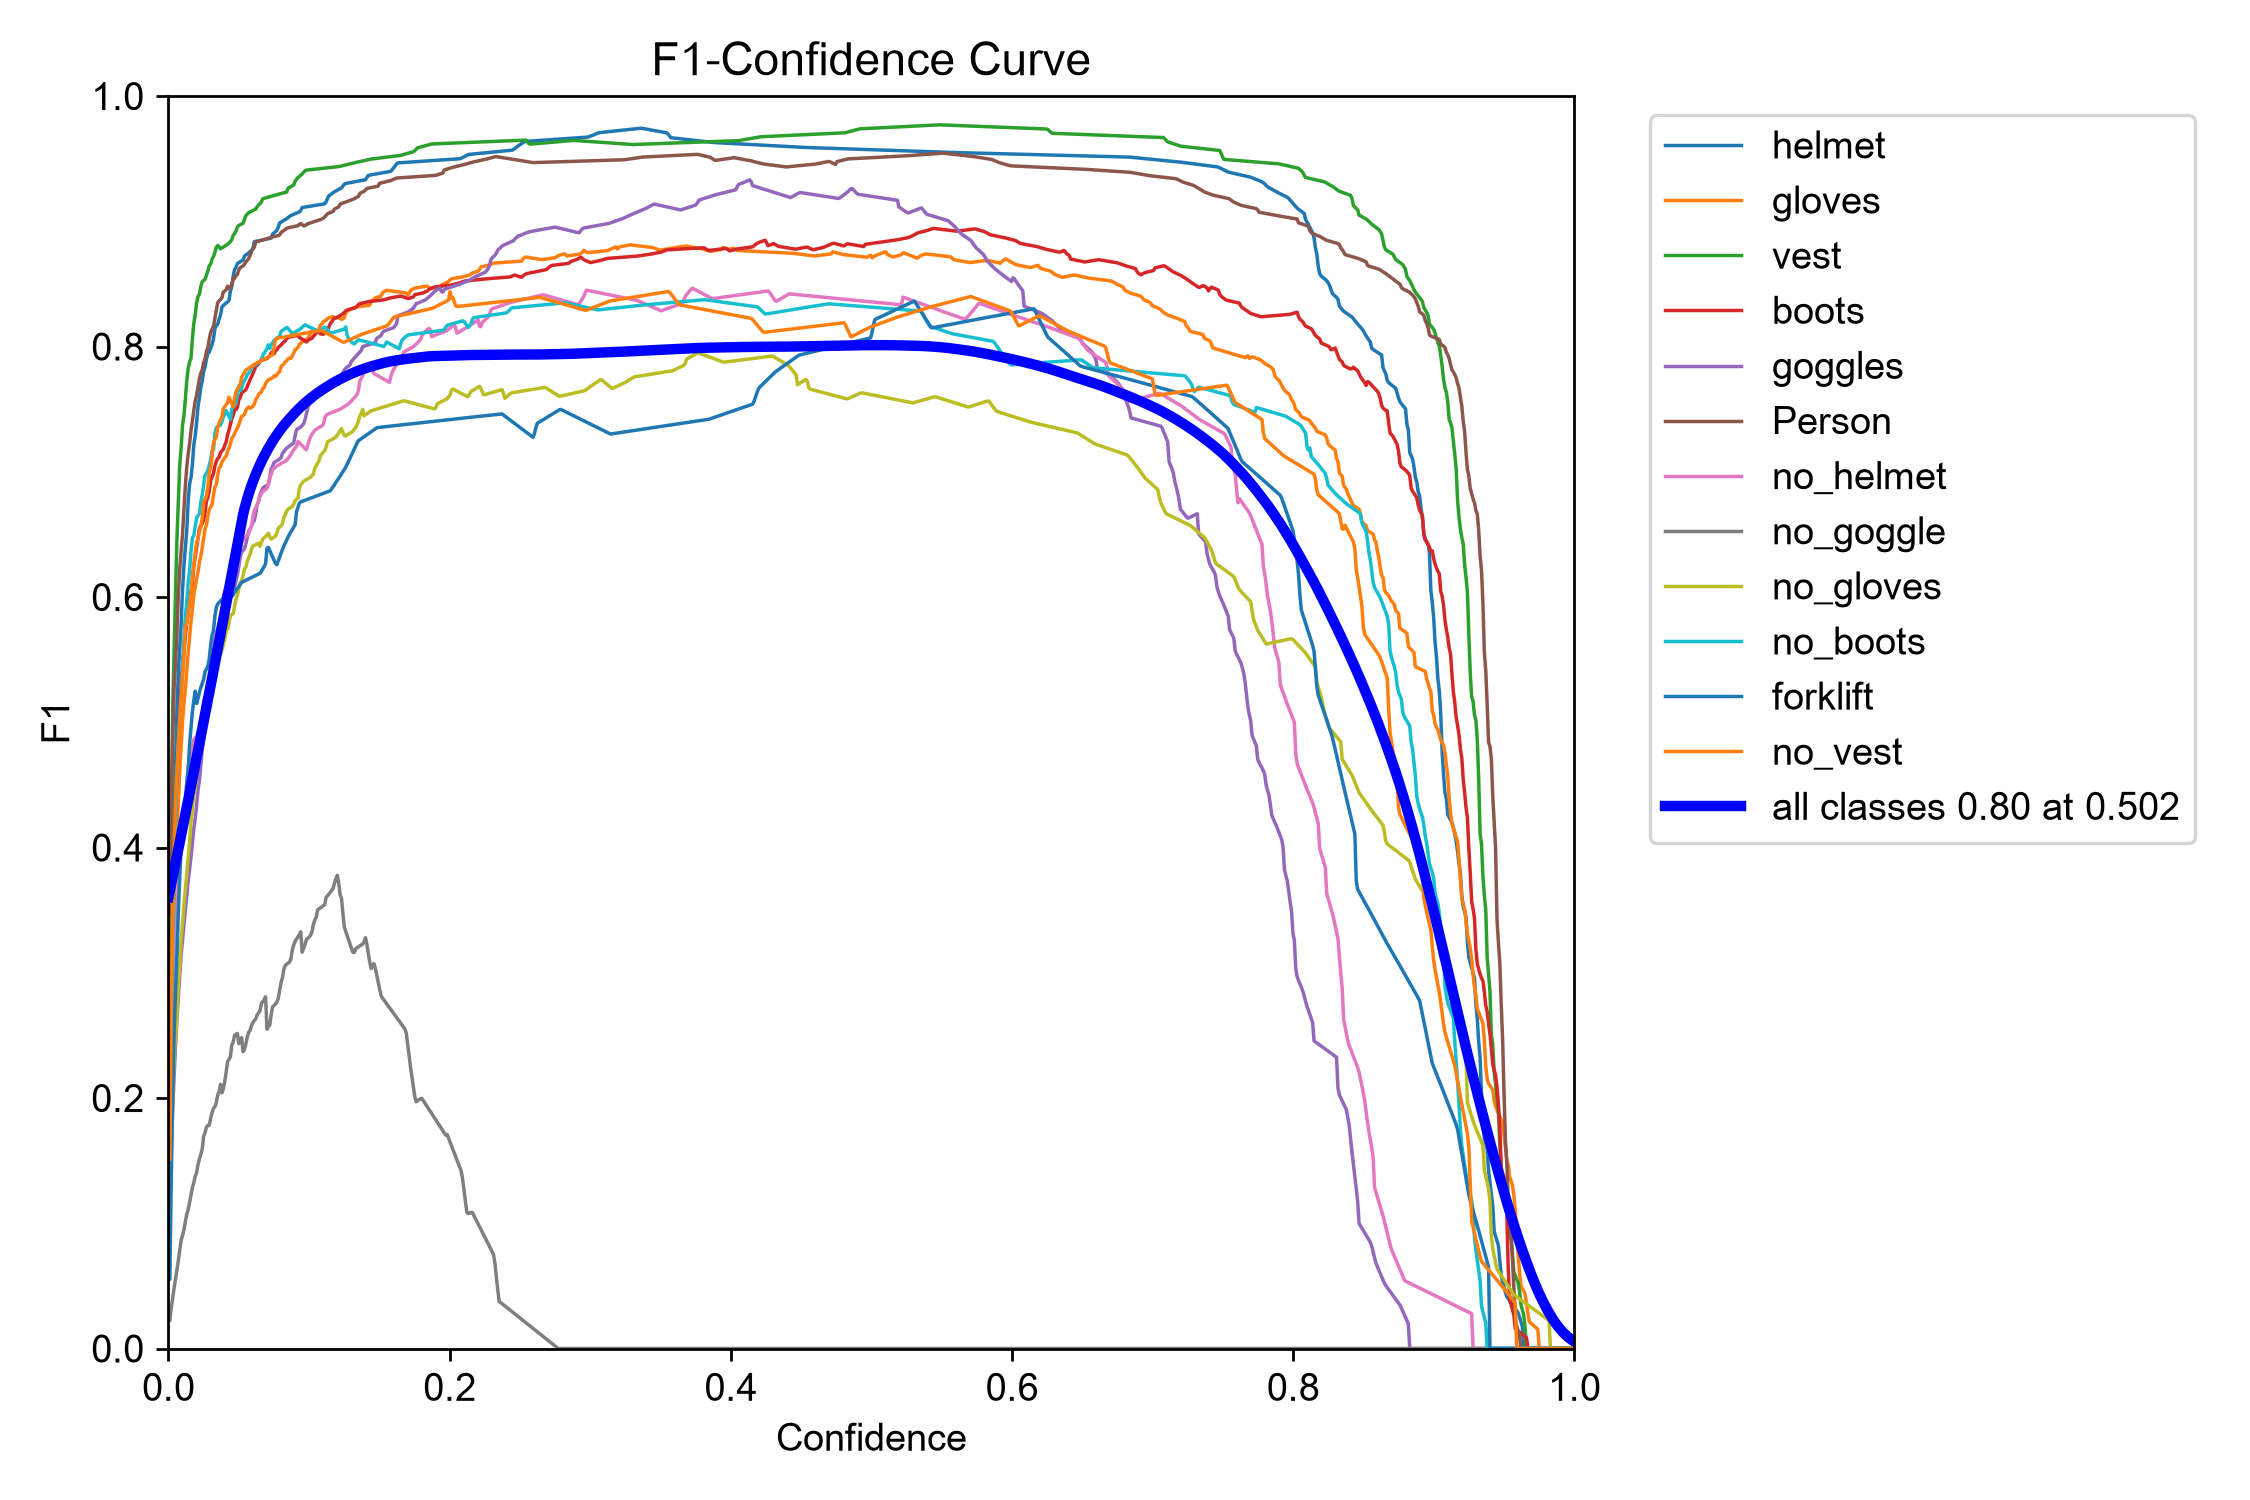 F1-Confidence Curve
1.0
0.8
0.6
0.4
0.2
0.0
F1
0.0 0.2 0.4 0.6 0.8 1.0
Confidence
helmet
gloves
vest
boots
goggles
Person
no_helmet
no_goggle
no_gloves
no_boots
forklift
no_vest
all classes 0.80 at 0.502